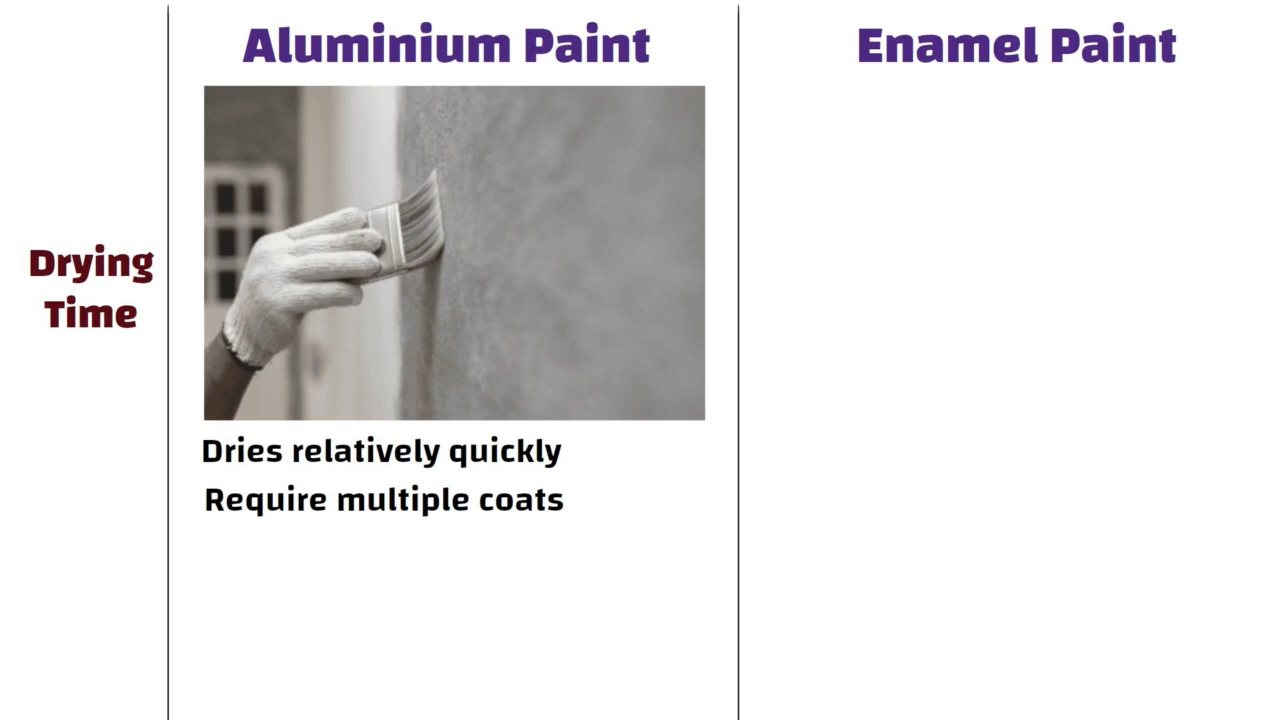 Aluminium Paint
Enamel Paint
Drying
Time
Dries relatively quickly
Require multiple coats